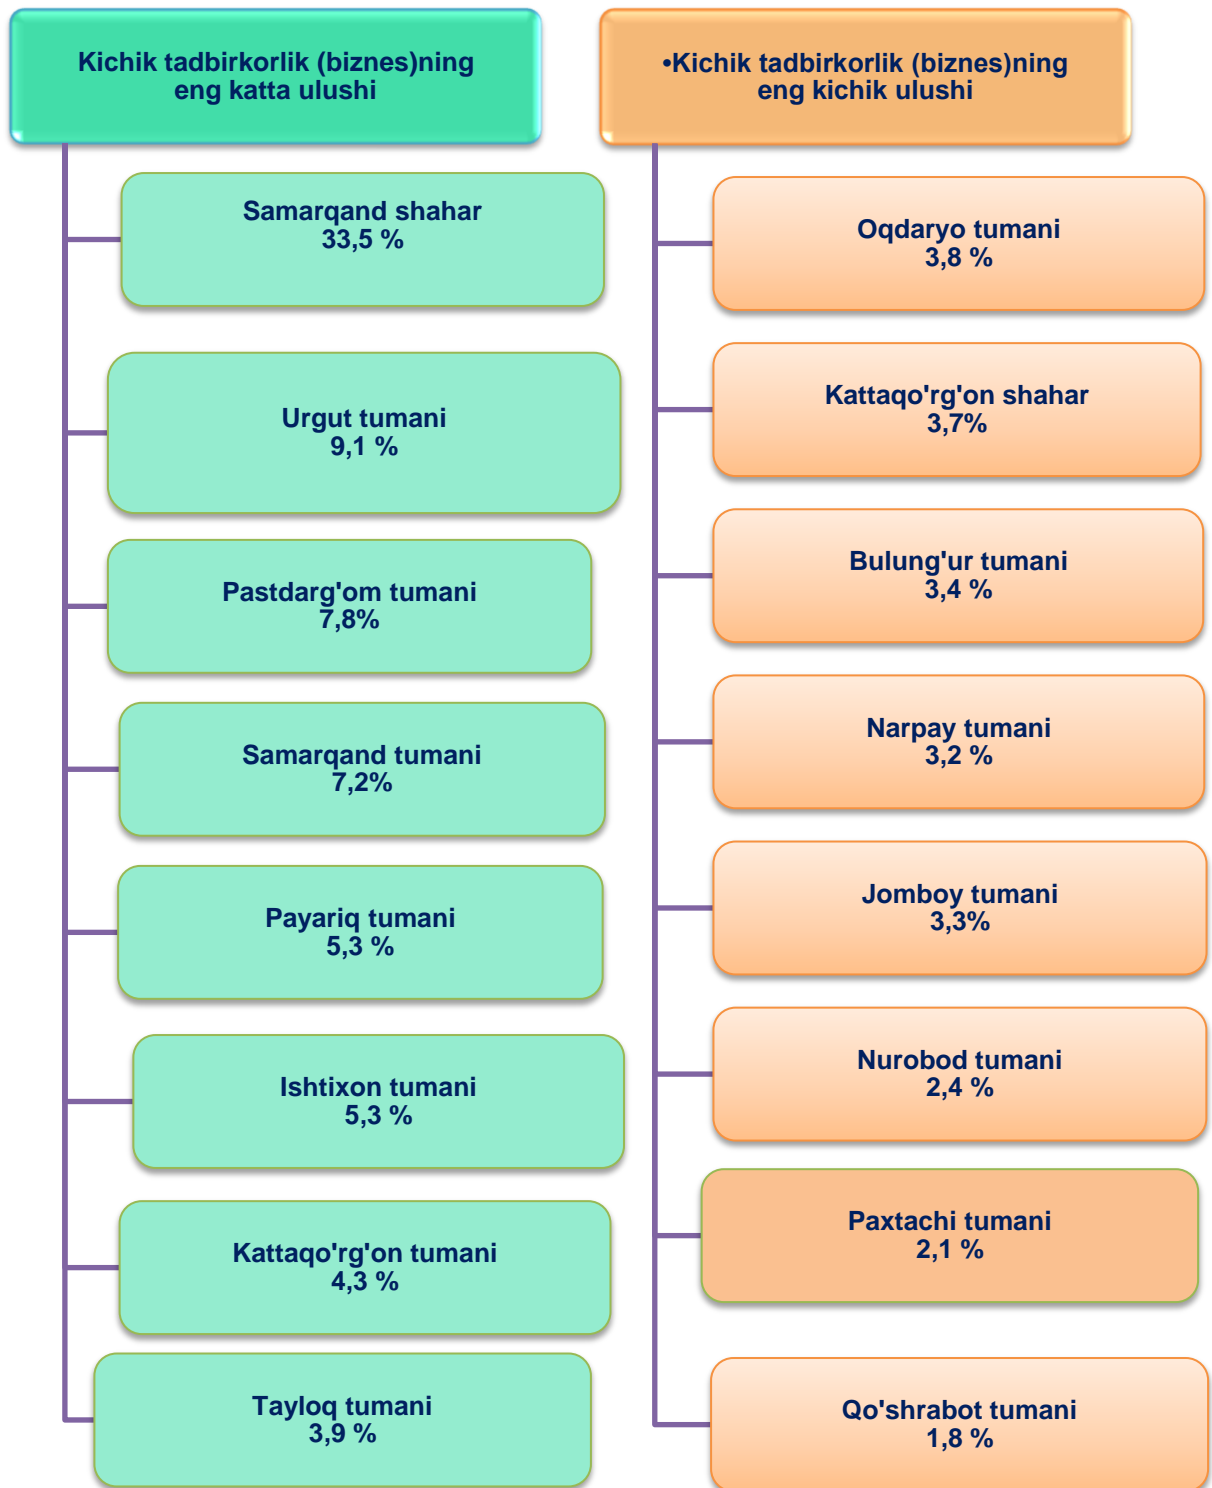 Kichik tadbirkorlik (biznes)ning
eng katta ulushi
Samarqand shahar
33,5 %
Urgut tumani
9,1 %
Pastdarg'om tumani
7,8%
Samarqand tumani
7,2%
Payariq tumani
5,3 %
Ishtixon tumani
5,3 %
Kattaqo'rg'on tumani
4,3 %
Tayloq tumani
3,9 %
•Kichik tadbirkorlik (biznes)ning
eng kichik ulushi
Oqdaryo tumani
3,8 %
Kattaqo'rg'on shahar
3,7%
Bulung'ur tumani
3,4 %
Narpay tumani
3,2 %
Jomboy tumani
3,3%
Nurobod tumani
2,4 %
Paxtachi tumani
2,1 %
Qo'shrabot tumani
1,8 %